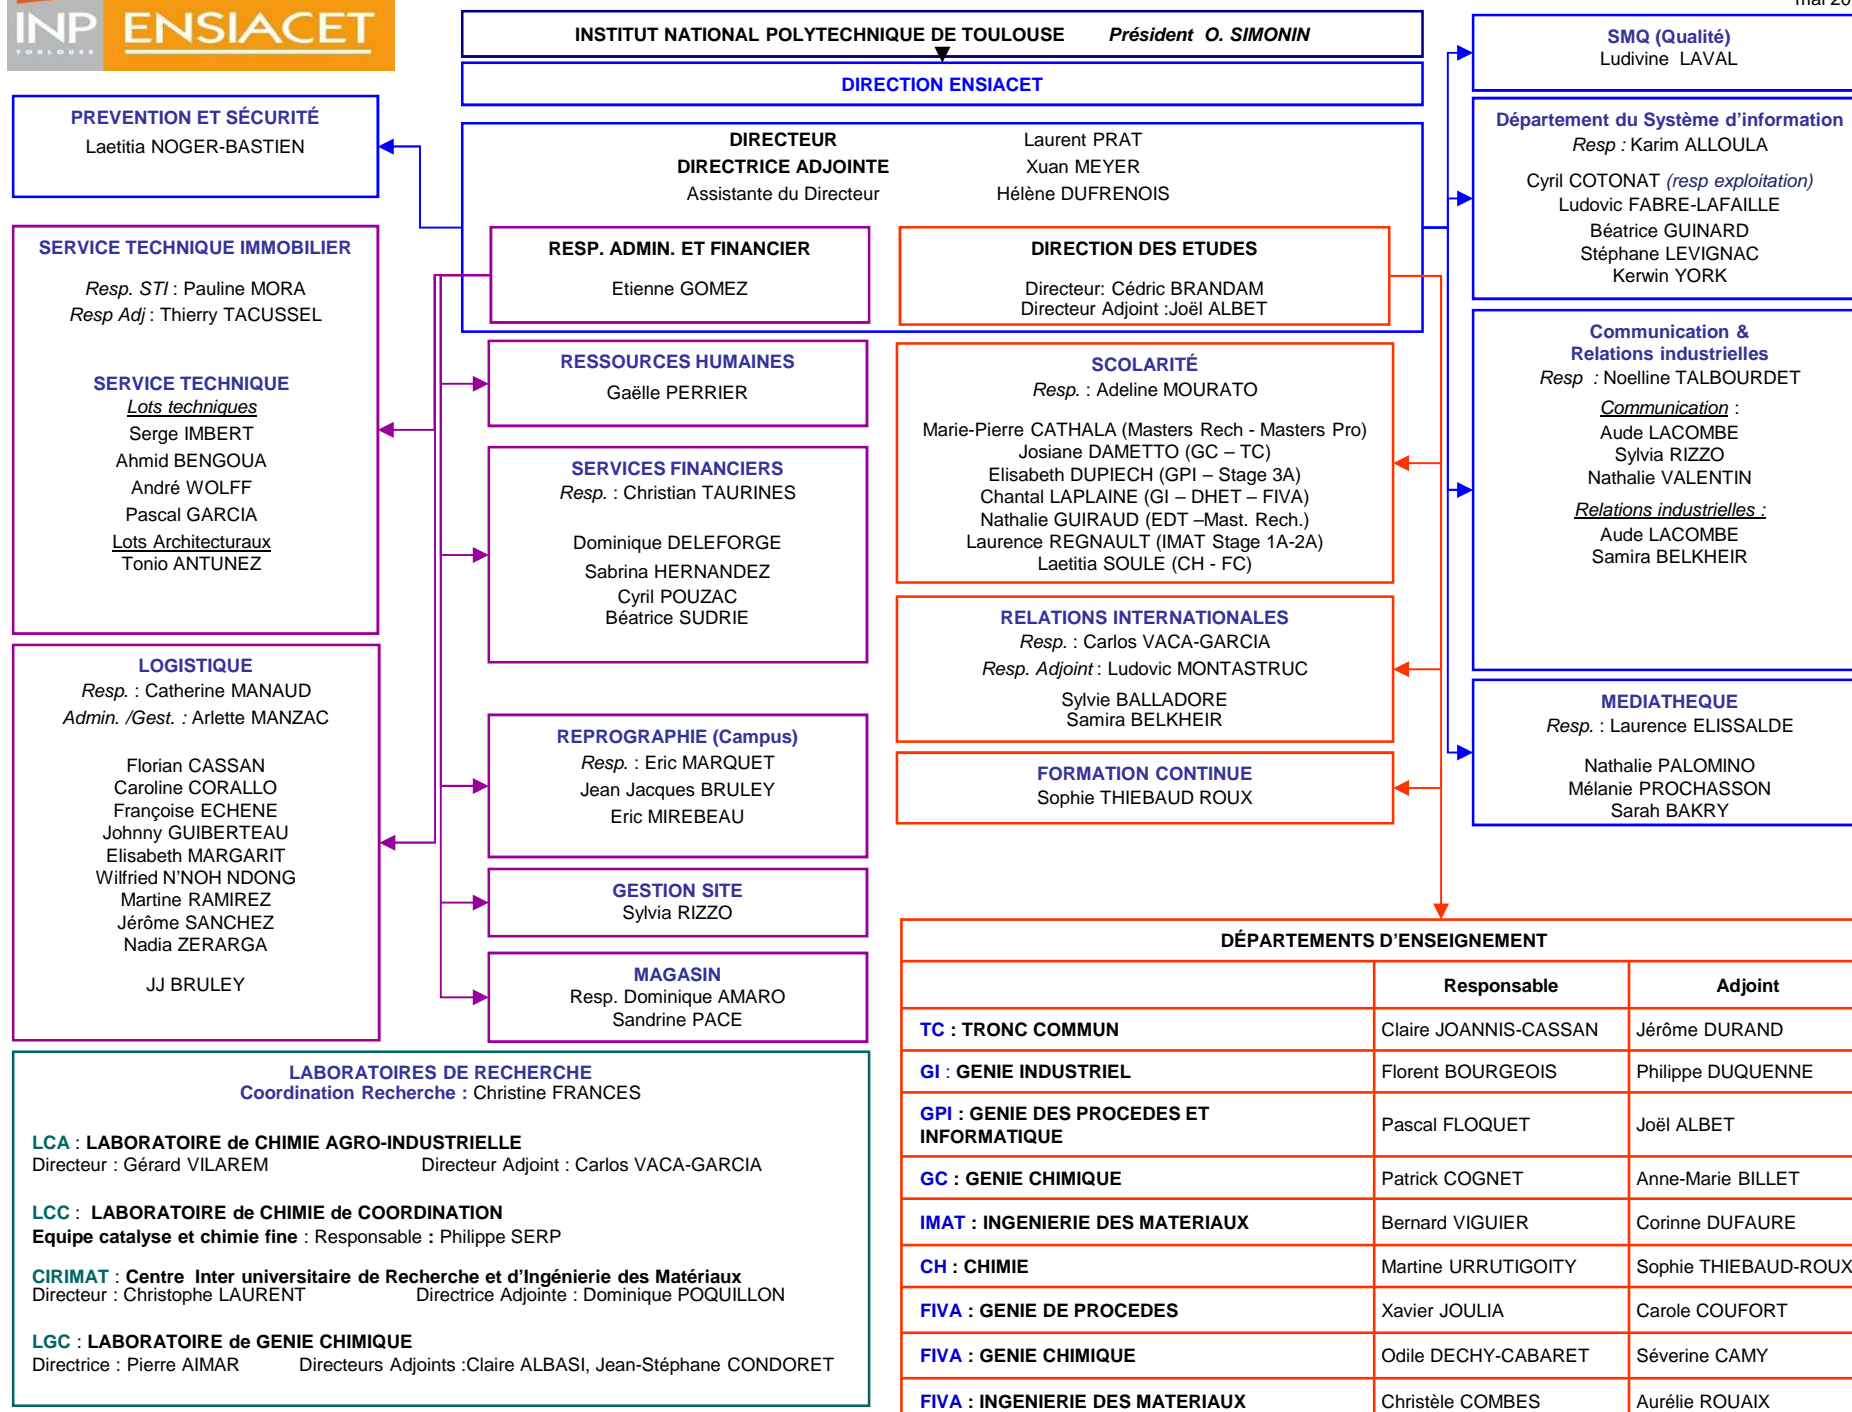 mai 20
INP ENSIACET
TOULOUSE
INSTITUT NATIONAL POLYTECHNIQUE DE TOULOUSE Président O. SIMONIN
DIRECTION ENSIACET
DIRECTEUR Laurent PRAT
DIRECTRICE ADJOINTE Xuan MEYER
Assistante du Directeur Hélène DUFRENOIS
RESP. ADMIN. ET FINANCIER
Etienne GOMEZ
DIRECTION DES ETUDES
Directeur: Cédric BRANDAM
Directeur Adjoint :Joël ALBET
PREVENTION ET SÉCURITÉ
Laetitia NOGER-BASTIEN
SERVICE TECHNIQUE IMMOBILIER
Resp. STI : Pauline MORA
Resp Adj : Thierry TACUSSEL
SERVICE TECHNIQUE
Lots techniques
Serge IMBERT
Ahmid BENGOUA
André WOLFF
Pascal GARCIA
Lots Architecturaux
Tonio ANTUNEZ
LOGISTIQUE
Resp. : Catherine MANAUD
Admin. /Gest. : Arlette MANZAC
Florian CASSAN
Caroline CORALLO
Françoise ECHENE
Johnny GUIBERTEAU
Elisabeth MARGARIT
Wilfried N'NOH NDONG
Martine RAMIREZ
Jérôme SANCHEZ
Nadia ZERARGA
JJ BRULEY
RESSOURCES HUMAINES
Gaëlle PERRIER
SERVICES FINANCIERS
Resp. : Christian TAURINES
Dominique DELEFORGE
Sabrina HERNANDEZ
Cyril POUZAC
Béatrice SUDRIE
REPROGRAPHIE (Campus)
Resp. : Eric MARQUET
Jean Jacques BRULEY
Eric MIREBEAU
GESTION SITE
Sylvia RIZZO
MAGASIN
Resp. Dominique AMARO
Sandrine PACE
SCOLARITÉ
Resp. : Adeline MOURATO
Marie-Pierre CATHALA (Masters Rech - Masters Pro)
Josiane DAMETTO (GC – TC)
Elisabeth DUPIECH (GPI – Stage 3A)
Chantal LAPLAINE (GI – DHET – FIVA)
Nathalie GUIRAUD (EDT –Mast. Rech.)
Laurence REGNAULT (IMAT Stage 1A-2A)
Laetitia SOULE (CH - FC)
RELATIONS INTERNATIONALES
Resp. : Carlos VACA-GARCIA
Resp. Adjoint : Ludovic MONTASTRUC
Sylvie BALLADORE
Samira BELKHEIR
FORMATION CONTINUE
Sophie THIEBAUD ROUX
SMQ (Qualité)
Ludivine LAVAL
Département du Système d'information
Resp : Karim ALLOULA
Cyril COTONAT (resp exploitation)
Ludovic FABRE-LAFAILLE
Béatrice GUINARD
Stéphane LEVIGNAC
Kerwin YORK
Communication &
Relations industrielles
Resp : Noelline TALBOURDET
Communication :
Aude LACOMBE
Sylvia RIZZO
Nathalie VALENTIN
Relations industrielles :
Aude LACOMBE
Samira BELKHEIR
MEDIATHEQUE
Resp. : Laurence ELISSALDE
Nathalie PALOMINO
Mélanie PROCHASSON
Sarah BAKRY
LABORATOIRES DE RECHERCHE
Coordination Recherche : Christine FRANCES
LCA : LABORATOIRE de CHIMIE AGRO-INDUSTRIELLE
Directeur : Gérard VILAREM Directeur Adjoint : Carlos VACA-GARCIA
LCC : LABORATOIRE de CHIMIE de COORDINATION
Equipe catalyse et chimie fine : Responsable : Philippe SERP
CIRIMAT : Centre Inter universitaire de Recherche et d'Ingénierie des Matériaux
Directeur : Christophe LAURENT Directrice Adjointe : Dominique POQUILLON
LGC : LABORATOIRE de GENIE CHIMIQUE
Directrice : Pierre AIMAR Directeurs Adjoints :Claire ALBASI, Jean-Stéphane CONDORET
DÉPARTEMENTS D'ENSEIGNEMENT
Responsable Adjoint
TC : TRONC COMMUN Claire JOANNIS-CASSAN Jérôme DURAND
GI : GENIE INDUSTRIEL Florent BOURGEOIS Philippe DUQUENNE
GPI : GENIE DES PROCEDES ET
INFORMATIQUE Pascal FLOQUET Joël ALBET
GC : GENIE CHIMIQUE Patrick COGNET Anne-Marie BILLET
IMAT : INGENIERIE DES MATERIAUX Bernard VIGUIER Corinne DUFAURE
CH : CHIMIE Martine URRUTIGOITY Sophie THIEBAUD-ROUX
FIVA : GENIE DE PROCEDES Xavier JOULIA Carole COUFORT
FIVA : GENIE CHIMIQUE Odile DECHY-CABARET Séverine CAMY
FIVA : INGENIERIE DES MATERIAUX Christèle COMBES Aurélie ROUAIX